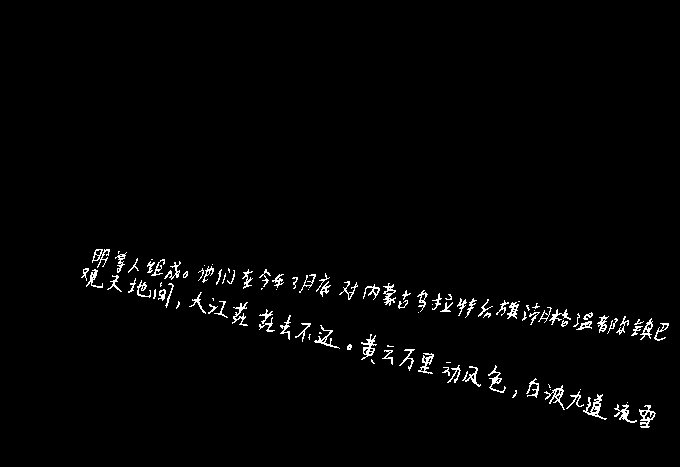 明等人组成。他们在今年3月底对内蒙古乌拉特后旗潮格温都尔镇巴
观天地间，大江茫茫去不还。黄云万里动风色，白波九道流雪